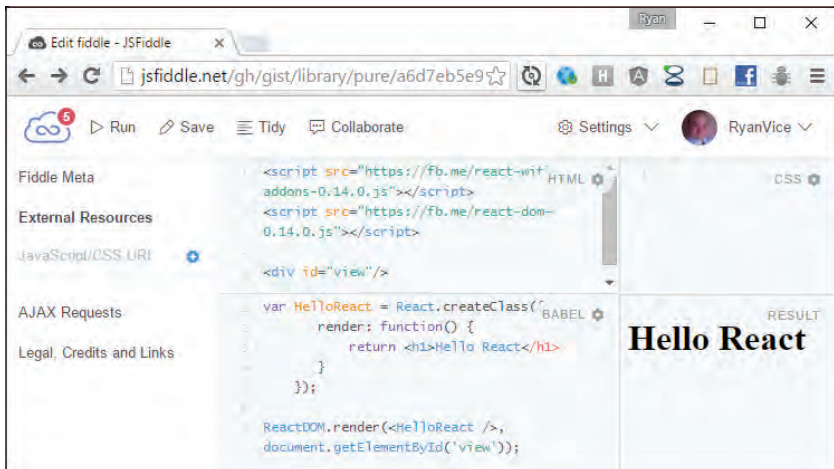 Ryan
Edit fiddle - JSFiddle
jsfiddle.net/gh/gist/library/pure/a6d7eb5e9
5
Run Save Tidy Collaborate Settings RyanVice
Fiddle Meta
External Resources
JavaScript/CSS URI
AJAX Requests
Legal, Credits and Links
<script src="https://fb.me/react-wit
addons-0.14.0.js"></script>
<script src="https://fb.me/react-dom-
0.14.0.js"></script>
<div id="view"/>
HTML
CSS
var HelloReact = React.createClass({
render: function() {
return <h1>Hello React</h1>
}
});
ReactDOM.render(<HelloReact />,
document.getElementById('view'));
BABEL
RESULT
Hello React